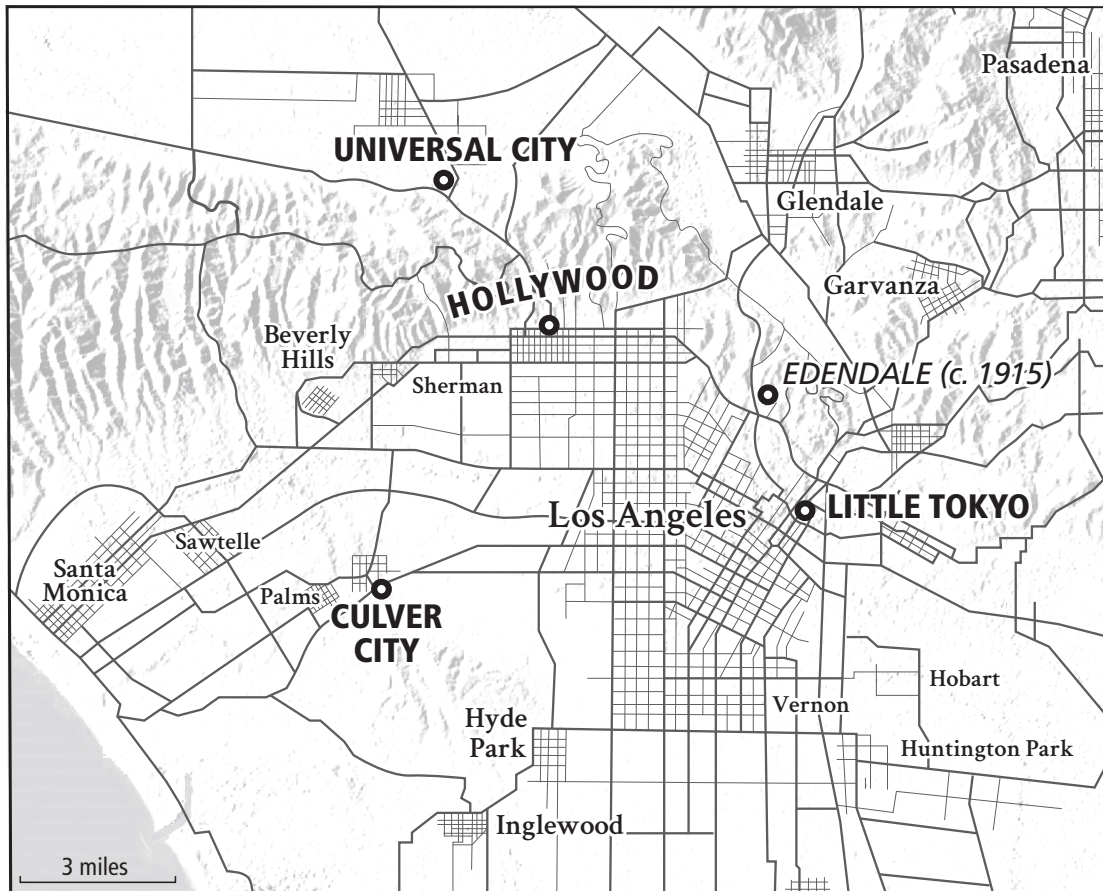 Pasadena
UNIVERSAL CITY
Glendale
HOLLYWOOD
Garvanza
Beverly
Hills
Sherman
EDENDALE (c. 1915)
Los Angeles
LITTLE TOKYO
Sawtelle
Santa
Monica
Palms
CULVER
CITY
Hobart
Vernon
Hyde
Park
Huntington Park
Inglewood
3 miles